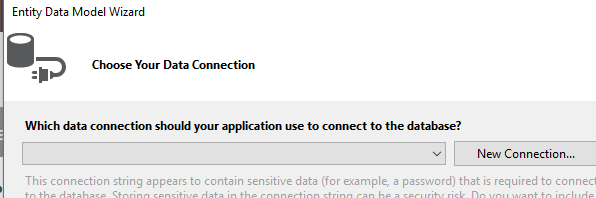 Entity Data Model Wizard
Choose Your Data Connection
Which data connection should your application use to connect to the database?
New Connection...
This connection string appears to contain sensitive data (for example, a password) that is required to connect
to the database. Storing sensitive data in the connection string can be a security risk. Do you want to include